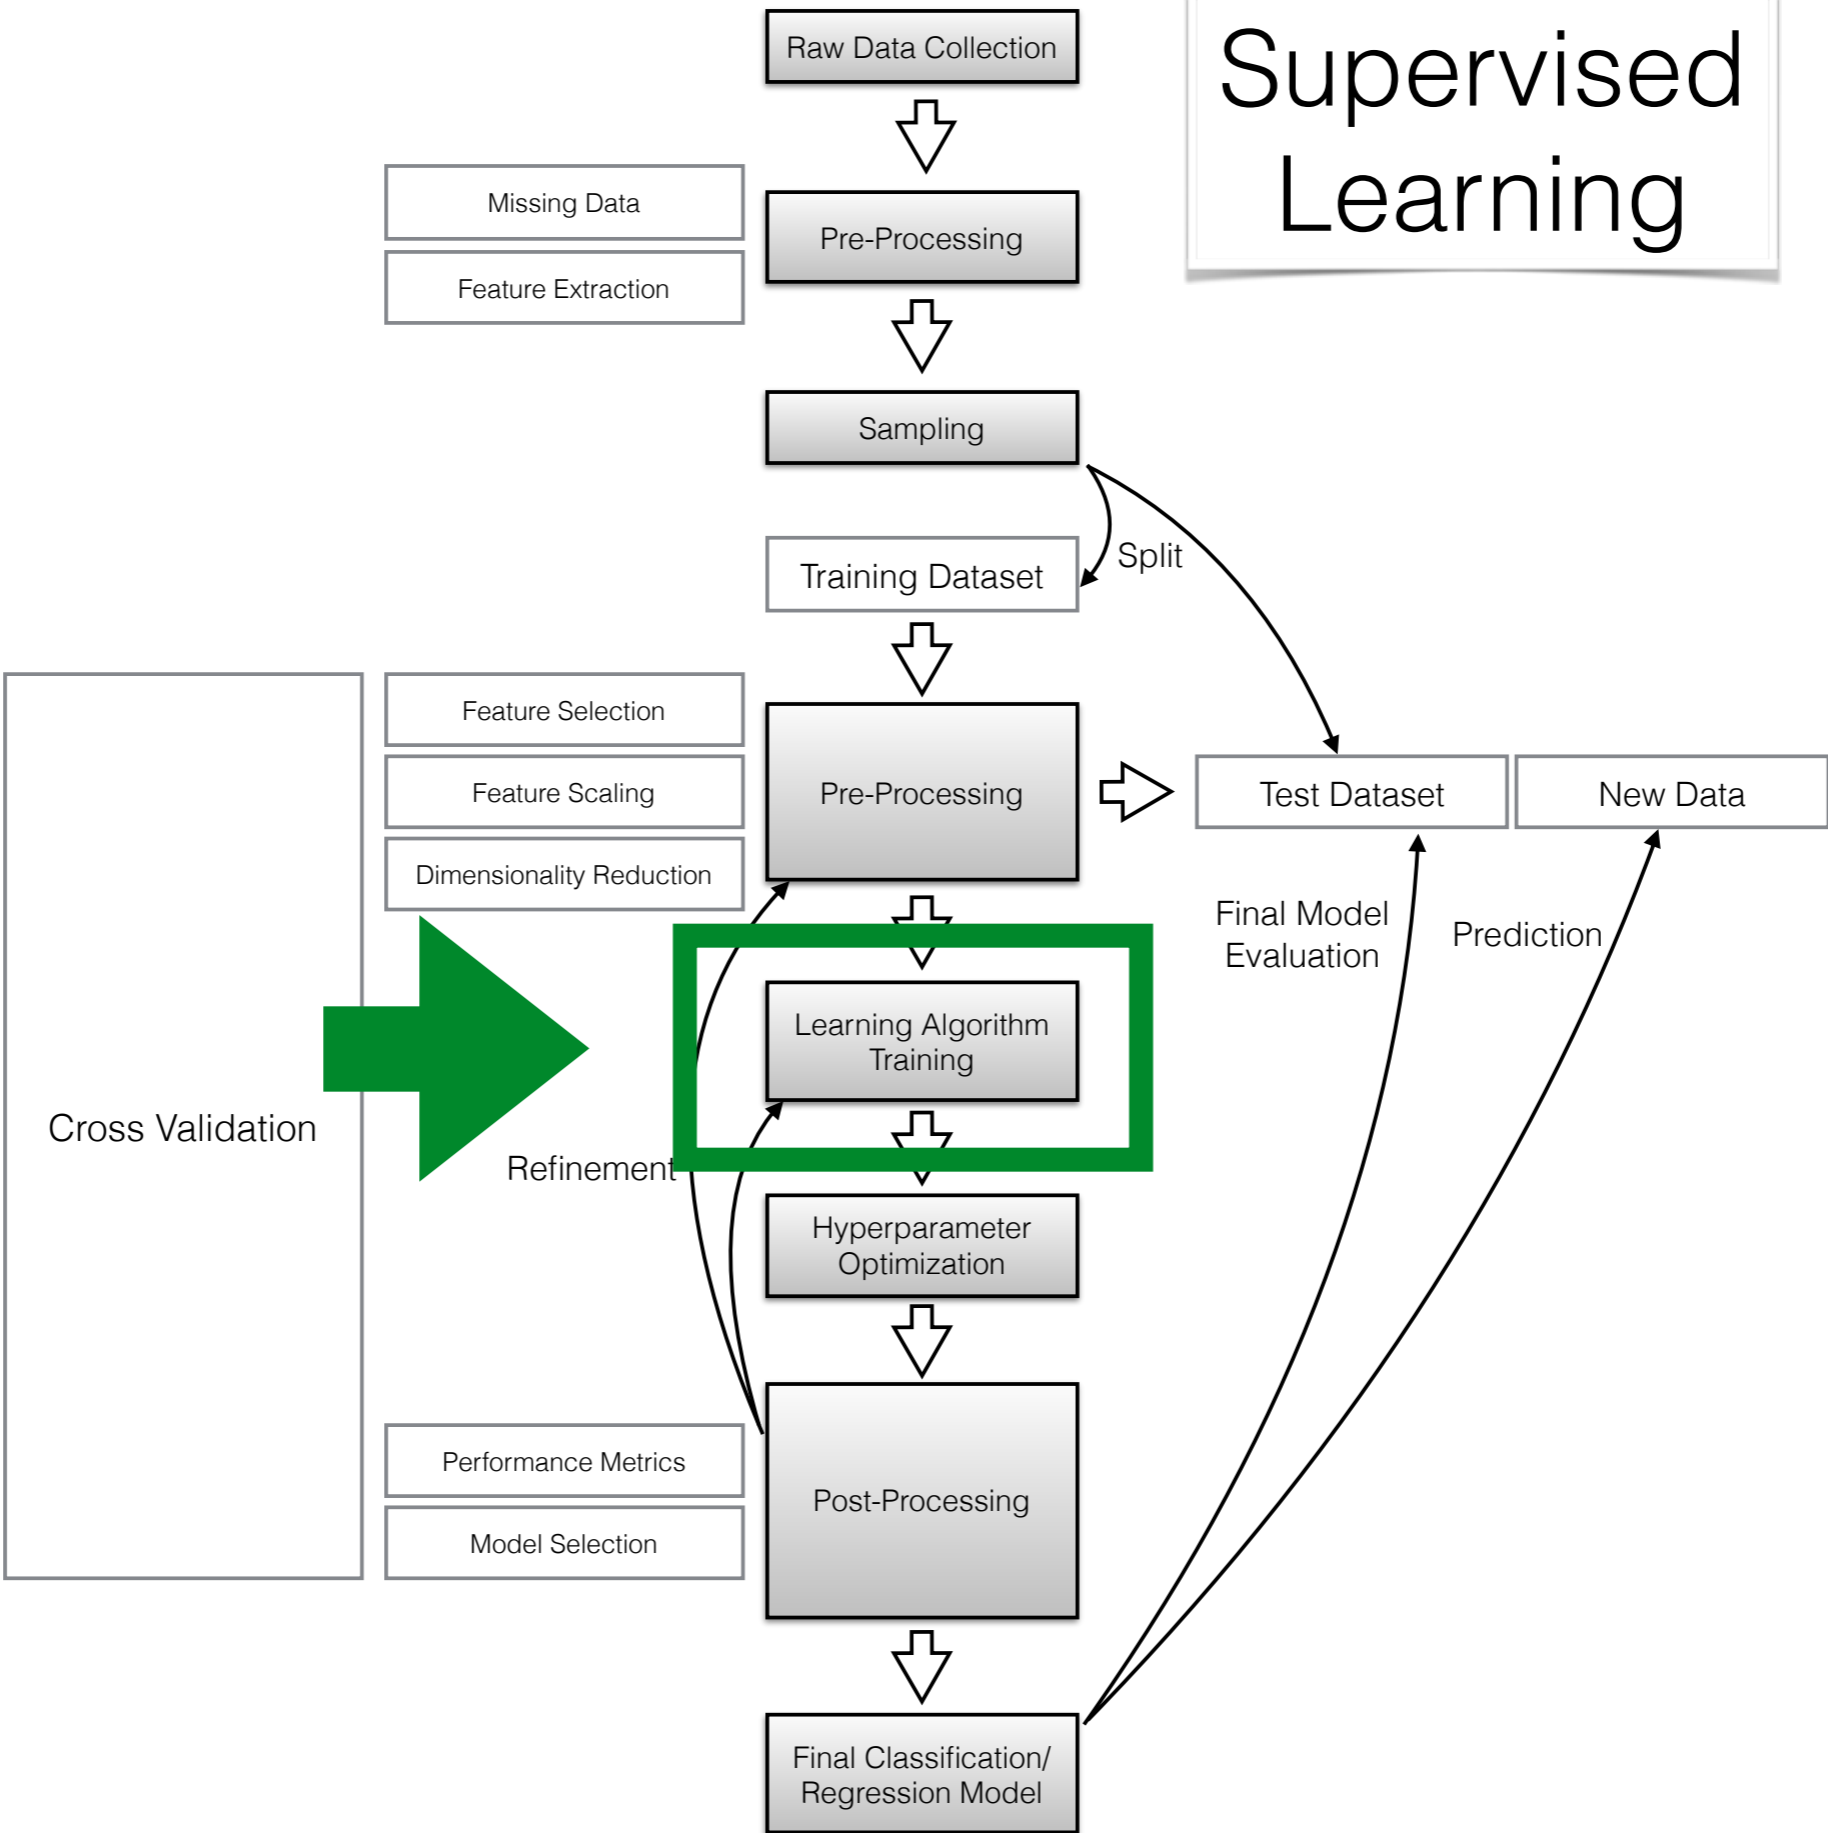 Supervised
Learning
Raw Data Collection
Missing Data
Pre-Processing
Feature Extraction
Sampling
Split
Training Dataset
Feature Selection
Feature Scaling
Pre-Processing
Test Dataset
New Data
Dimensionality Reduction
Final Model
Evaluation
Prediction
Learning Algorithm
Training
Cross Validation
Refinement
Hyperparameter
Optimization
Performance Metrics
Post-Processing
Model Selection
Final Classification/
Regression Model